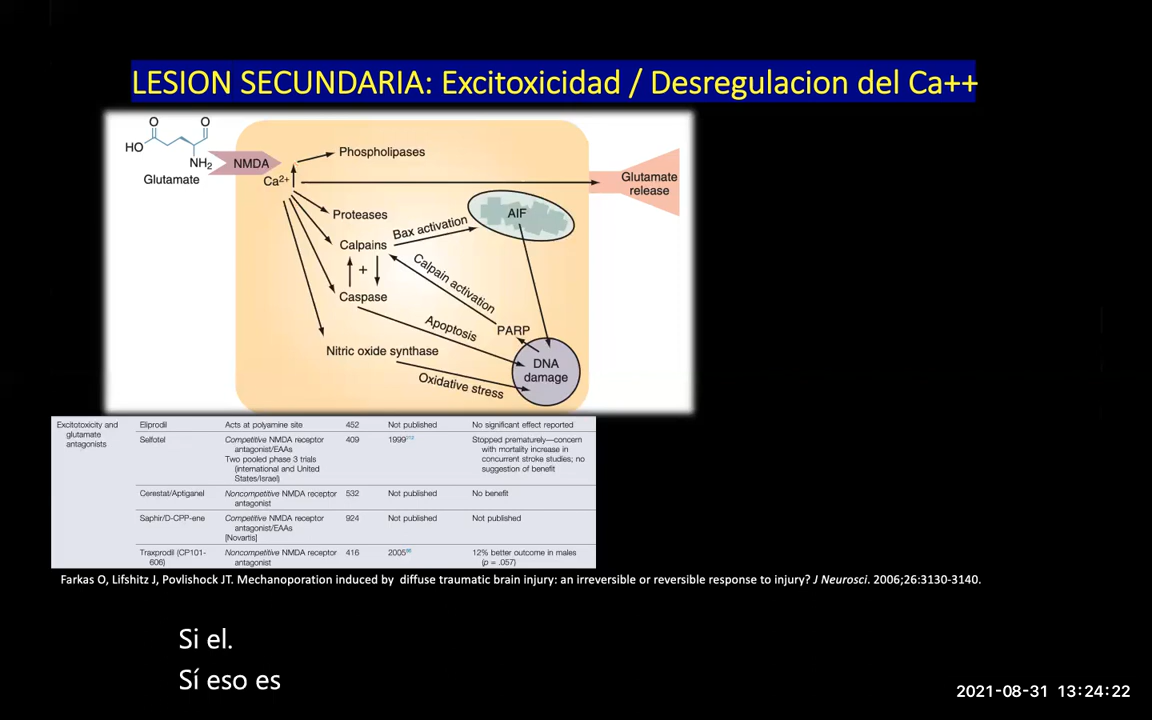 LESION SECUNDARIA: Excitoxicidad / Desregulacion del Ca++
O
O
HO
NH2
Glutamate
NMDA
Ca2+
Phospholipases
Glutamate
release
Proteases
Bax activation
AIF
Calpains
+
Calpain activation
Caspase
Apoptosis
PARP
Nitric oxide synthase
DNA
damage
Oxidative stress
Excitotoxicity and
glutamate
antagonists
Eliprodil Acts at polyamine site 452 Not published No significant effect reported
Selfotel Competitive NMDA receptor 409 1999 Stopped prematurely—concern
antagonist/EAAs with mortality increase in
Two pooled phase 3 trials concurrent stroke studies; no
(international and United suggestion of benefit
States/Israel)
Cerestat/Aptiganel Noncompetitive NMDA receptor 532 Not published No benefit
antagonist
Saphir/D-CPP-ene Competitive NMDA receptor 924 Not published Not published
antagonist/EAAs
[Novartis]
Traxprodil (CP101- Noncompetitive NMDA receptor 416 2005 12% better outcome in males
606) antagonist (p = .057)
Farkas O, Lifshitz J, Povlishock JT. Mechanoporation induced by diffuse traumatic brain injury: an irreversible or reversible response to injury? J Neurosci. 2006;26:3130-3140.
Si el.
Sí eso es
2021-08-31 13:24:22